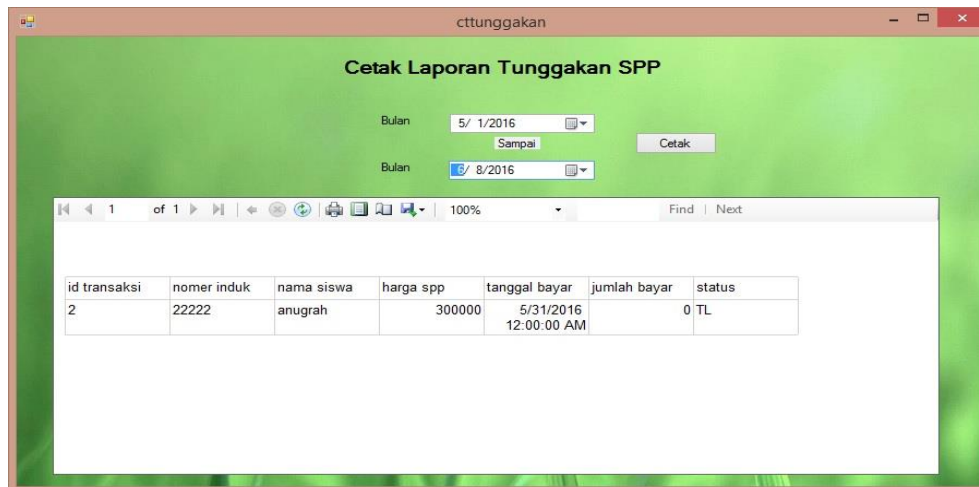 cttunggakan
Cetak Laporan Tunggakan SPP
Bulan 5/ 1/2016
Sampai
Cetak
Bulan 6/ 8/2016
1 of 1 100% Find | Next
id transaksi nomer induk nama siswa harga spp tanggal bayar jumlah bayar status
2 22222 anugrah 300000 5/31/2016 0 TL
12:00:00 AM